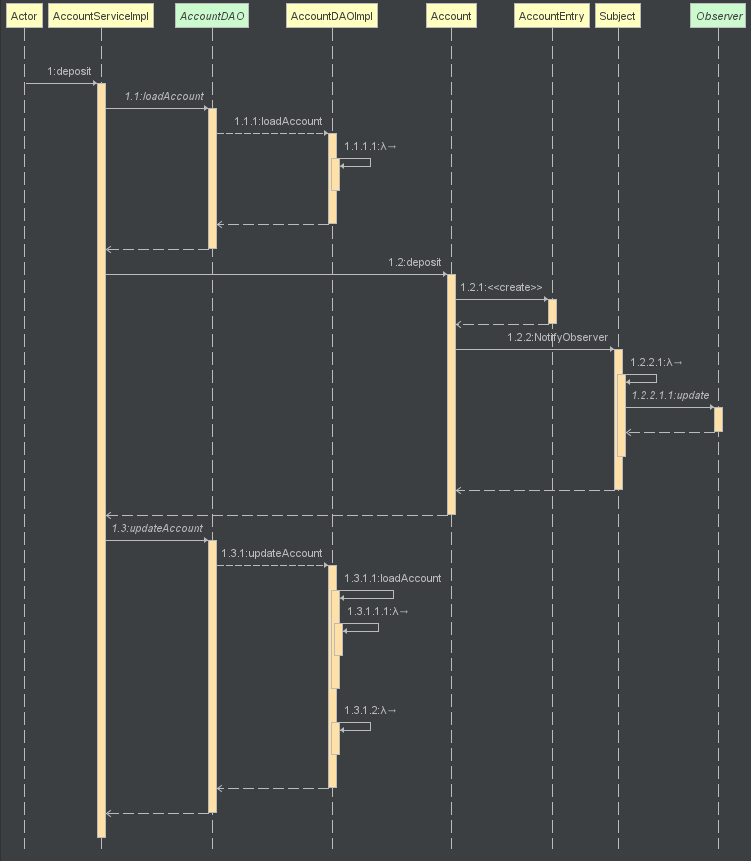 Actor
AccountServiceImpl
AccountDAO
AccountDAOImpl
Account
AccountEntry
Subject
Observer
1:deposit
1.1:loadAccount
1.1.1:loadAccount
1.1.1.1:λ→
1.2:deposit
1.2.1:<<create>>
1.2.2:NotifyObserver
1.2.2.1:λ→
1.2.2.1.1:update
1.3:updateAccount
1.3.1:updateAccount
1.3.1.1:loadAccount
1.3.1.1.1:λ→
1.3.1.2:λ→